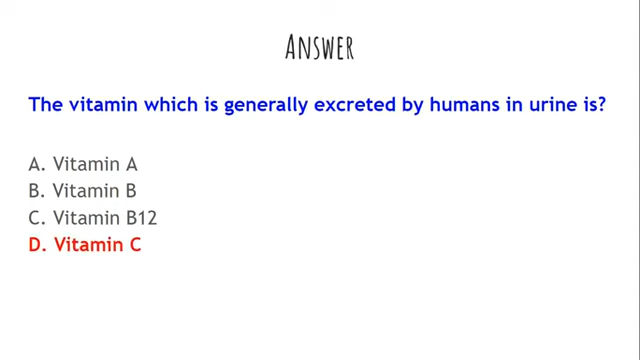 ANSWER
The vitamin which is generally excreted by humans in urine is?
A. Vitamin A
B. Vitamin B
C. Vitamin B12
D. Vitamin C